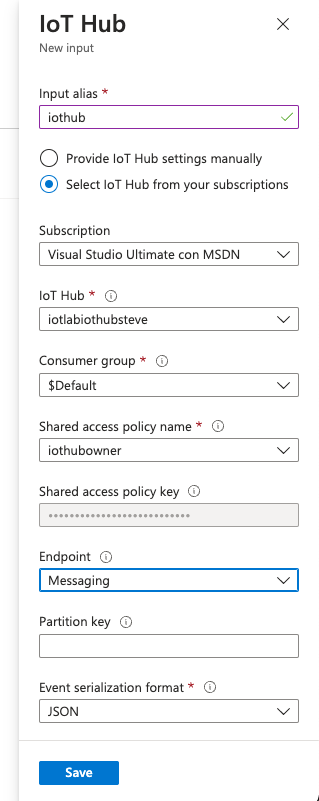 IoT Hub
New input
Input alias *
iothub
Provide IoT Hub settings manually
Select IoT Hub from your subscriptions
Subscription
Visual Studio Ultimate con MSDN
IoT Hub *
iotlabiothubsteve
Consumer group *
$Default
Shared access policy name *
iothubowner
Shared access policy key
••••••••••••••••••••••••••
Endpoint
Messaging
Partition key
Event serialization format *
JSON
Save